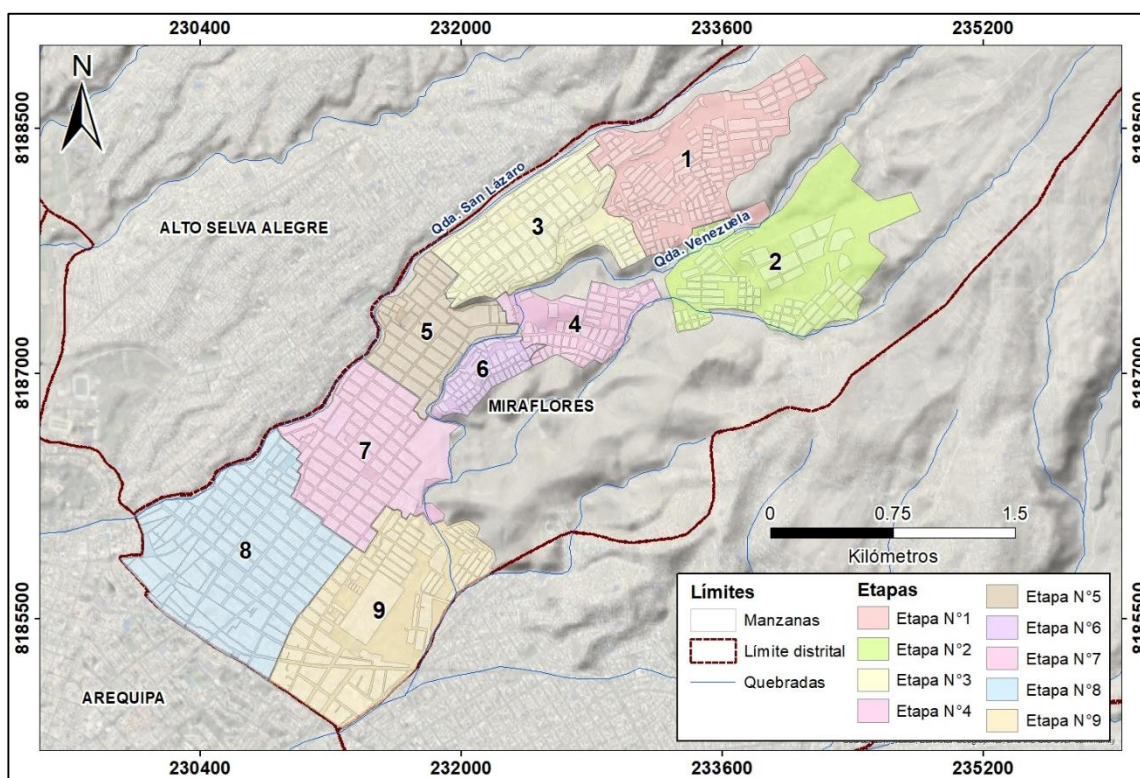 230400 232000 233600 235200
N
8188500 8188500
1
Qda. San Lázaro
ALTO SELVA ALEGRE
3
Qda. Venezuela
2
5
4
6
8187000 8187000
MIRAFLORES
7
0 0.75 1.5
Kilómetros
8
9
8185500 8185500
AREQUIPA
Límites
Manzanas
Límite distrital
Quebradas
Etapas
Etapa N°1
Etapa N°2
Etapa N°3
Etapa N°4
Etapa N°5
Etapa N°6
Etapa N°7
Etapa N°8
Etapa N°9
230400 232000 233600 235200